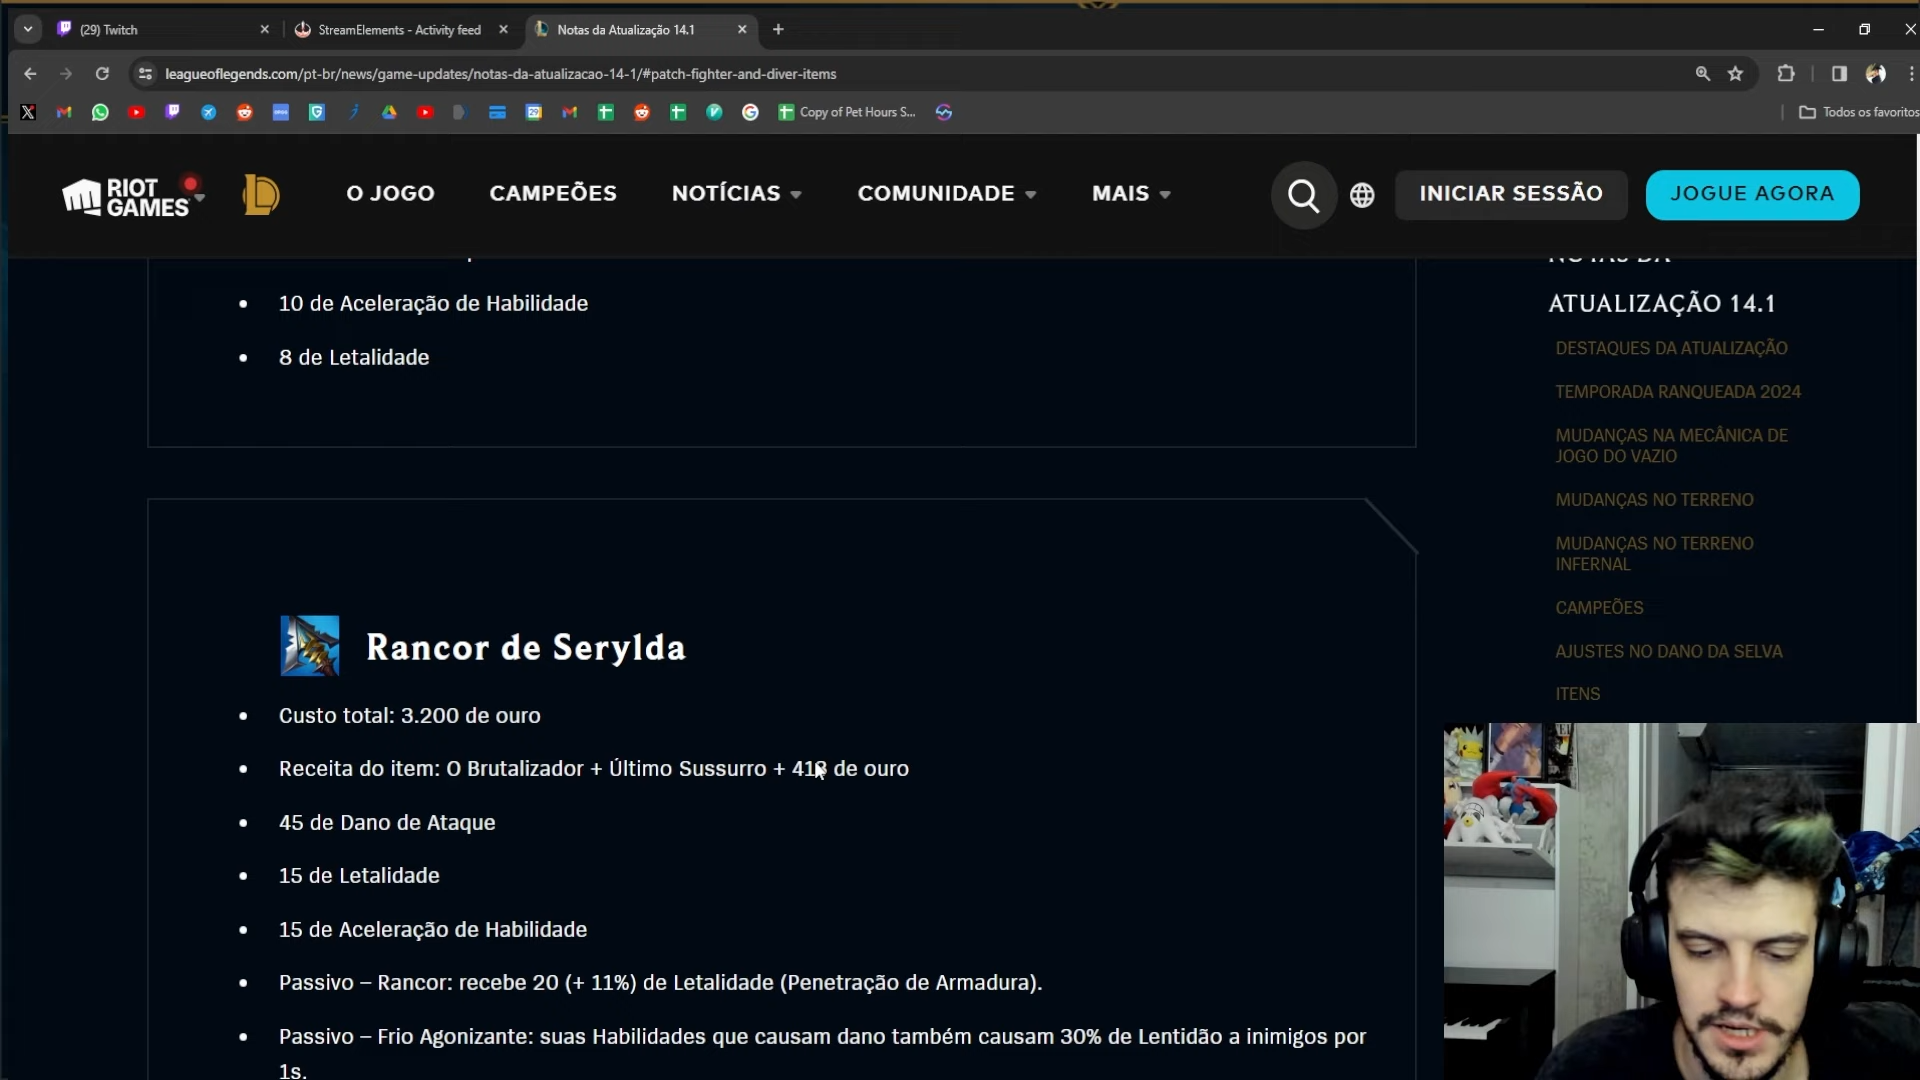 (29) Twitch
StreamElements - Activity feed
Notas da Atualização 14.1
leagueoflegends.com/pt-br/news/game-updates/notas-da-atualizacao-14-1/#patch-fighter-and-diver-items
Copy of Pet Hours S...
Todos os favoritos
RIOT
GAMES
O JOGO
CAMPEÕES
NOTÍCIAS
COMUNIDADE
MAIS
INICIAR SESSÃO
JOGUE AGORA
10 de Aceleração de Habilidade
8 de Letalidade
Rancor de Serylda
Custo total: 3.200 de ouro
Receita do item: O Brutalizador + Último Sussurro + 413 de ouro
45 de Dano de Ataque
15 de Letalidade
15 de Aceleração de Habilidade
Passivo – Rancor: recebe 20 (+ 11%) de Letalidade (Penetração de Armadura).
Passivo – Frio Agonizante: suas Habilidades que causam dano também causam 30% de Lentidão a inimigos por
1s.
NOTAS DA
ATUALIZAÇÃO 14.1
DESTAQUES DA ATUALIZAÇÃO
TEMPORADA RANQUEADA 2024
MUDANÇAS NA MECÂNICA DE
JOGO DO VAZIO
MUDANÇAS NO TERRENO
MUDANÇAS NO TERRENO
INFERNAL
CAMPEÕES
AJUSTES NO DANO DA SELVA
ITENS